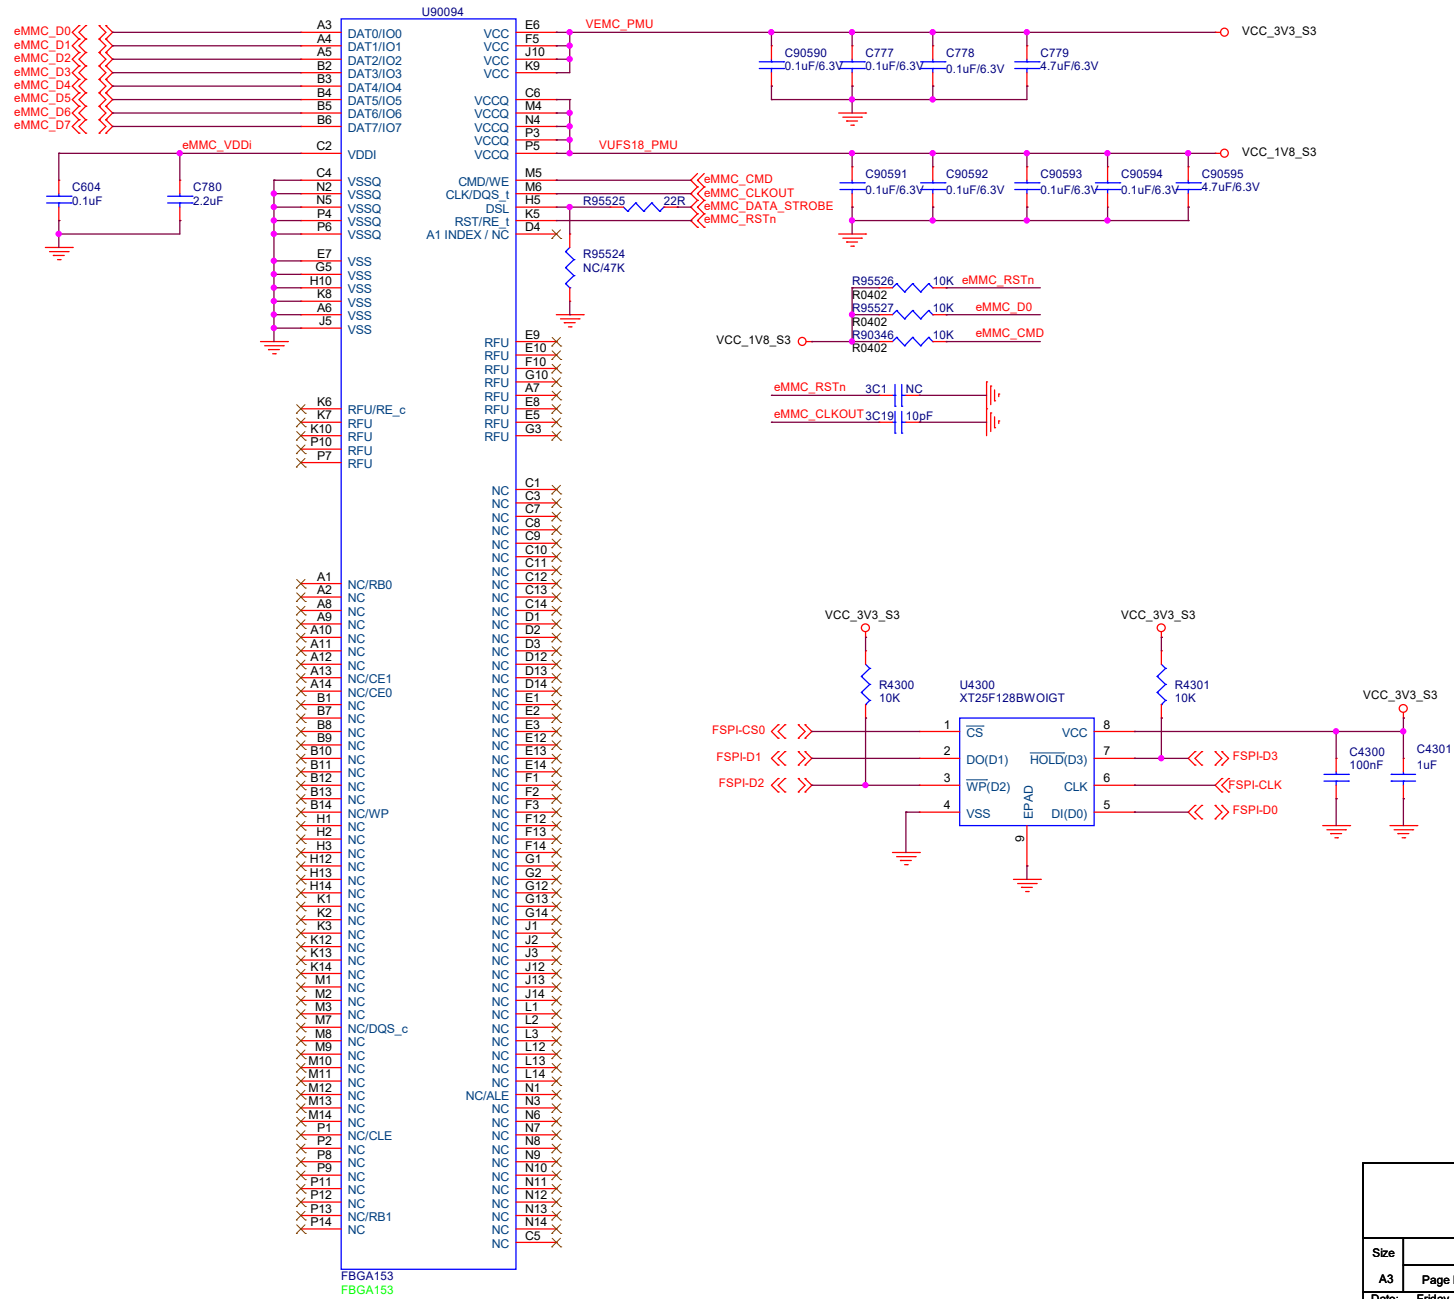 U90094
eMMC_D0 A3 DAT0/IO0
eMMC_D1 A4 DAT1/IO1
eMMC_D2 A5 DAT2/IO2
eMMC_D3 B2 DAT3/IO3
eMMC_D4 B3 DAT4/IO4
eMMC_D5 B4 DAT5/IO5
eMMC_D6 B5 DAT6/IO6
eMMC_D7 B6 DAT7/IO7
eMMC_VDDi C2 VDDI
C604
0.1uF
C780
2.2uF
C4 VSSQ
N2 VSSQ
N5 VSSQ
P4 VSSQ
P6 VSSQ
E7 VSS
G5 VSS
H10 VSS
K8 VSS
A6 VSS
J5 VSS
K6 RFU/RE_c
K7 RFU
K10 RFU
P10 RFU
P7 RFU
A1 NC/RB0
A2 NC
A8 NC
A9 NC
A10 NC
A11 NC
A12 NC
A13 NC/CE1
A14 NC/CE0
B1 NC
B7 NC
B8 NC
B9 NC
B10 NC
B11 NC
B12 NC
B13 NC
B14 NC/WP
H1 NC
H2 NC
H3 NC
H12 NC
H13 NC
H14 NC
K1 NC
K2 NC
K3 NC
K12 NC
K13 NC
K14 NC
M1 NC
M2 NC
M3 NC
M7 NC/DQS_c
M8 NC
M9 NC
M10 NC
M11 NC
M12 NC
M13 NC
M14 NC
P1 NC/CLE
P2 NC
P8 NC
P9 NC
P11 NC
P12 NC
P13 NC/RB1
P14 NC
VCC E6 VEMC_PMU VCC_3V3_S3
VCC F5
VCC J10
VCC K9
C90590
0.1uF/6.3V
C777
0.1uF/6.3V
C778
0.1uF/6.3V
C779
4.7uF/6.3V
VCCQ C6
VCCQ M4
VCCQ N4
VCCQ P3
VCCQ P5 VUFS18_PMU VCC_1V8_S3
C90591
0.1uF/6.3V
C90592
0.1uF/6.3V
C90593
0.1uF/6.3V
C90594
0.1uF/6.3V
C90595
4.7uF/6.3V
CMD/WE M5 eMMC_CMD
CLK/DQS_t M6 eMMC_CLKOUT
DSL H5 R95525 22R eMMC_DATA_STROBE
RST/RE_t K5 eMMC_RSTn
A1 INDEX / NC D4
R95524
NC/47K
RFU E9
RFU E10
RFU F10
RFU G10
RFU A7
RFU E8
RFU E5
RFU G3
NC C1
NC C3
NC C7
NC C8
NC C9
NC C10
NC C11
NC C12
NC C13
NC C14
NC D1
NC D2
NC D3
NC D12
NC D13
NC D14
NC E1
NC E2
NC E3
NC E12
NC E13
NC E14
NC F1
NC F2
NC F3
NC F12
NC F13
NC F14
NC G1
NC G2
NC G12
NC G13
NC G14
NC J1
NC J2
NC J3
NC J12
NC J13
NC J14
NC L1
NC L2
NC L3
NC L12
NC L13
NC L14
NC/ALE N1
NC N3
NC N6
NC N7
NC N8
NC N9
NC N10
NC N11
NC N12
NC N13
NC N14
NC C5
FBGA153
FBGA153
R95526 10K eMMC_RSTn
R0402
R95527 10K eMMC_D0
R0402
VCC_1V8_S3 R90346 10K eMMC_CMD
R0402
eMMC_RSTn 3C1 NC
eMMC_CLKOUT 3C19 10pF
VCC_3V3_S3
VCC_3V3_S3
VCC_3V3_S3
R4300
10K
U4300
XT25F128BWOIGT
R4301
10K
FSPI-CS0 1 CS VCC 8
FSPI-D1 2 DO(D1) HOLD(D3) 7 FSPI-D3
FSPI-D2 3 WP(D2) CLK 6 FSPI-CLK
4 VSS DI(D0) 5 FSPI-D0
EPAD
9
C4300
100nF
C4301
1uF
Size
A3 Page
Date: Friday